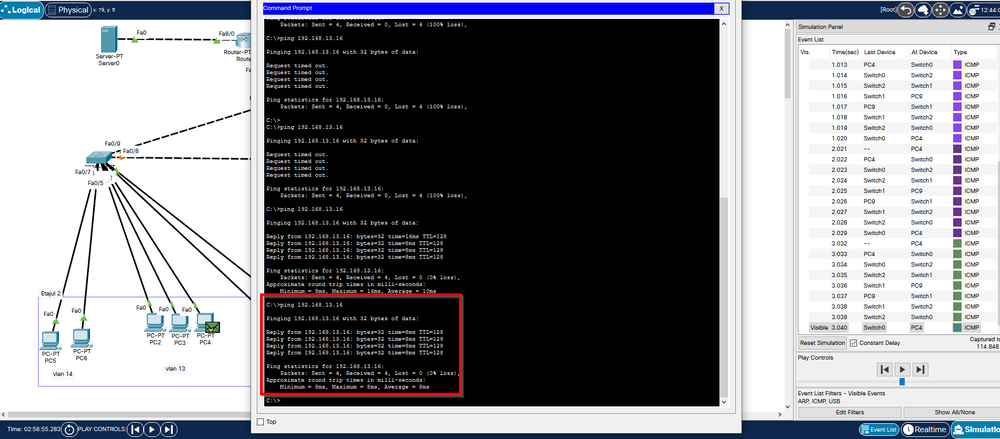 Logical
Physical
x: 79, y: 6
[Root]
12:44:0
Server-PT
Server0
Fa0
Fa8/0
Router-PT
Route
Fa
F
Fa0/9
Fa0/8
Fa0/7
Fa0/5
Etajul 2
Fa0
Fa0
Fa0
Fa0
Fa0
PC-PT
PC5
PC-PT
PC6
PC-PT
PC2
PC-PT
PC3
PC-PT
PC4
vlan 14
vlan 13
Command Prompt
X
Packets: Sent = 4, Received = 0, Lost = 4 (100% loss),
C:\>ping 192.168.13.16
Pinging 192.168.13.16 with 32 bytes of data:
Request timed out.
Request timed out.
Request timed out.
Request timed out.
Ping statistics for 192.168.13.16:
Packets: Sent = 4, Received = 0, Lost = 4 (100% loss),
C:\>
C:\>ping 192.168.13.16
Pinging 192.168.13.16 with 32 bytes of data:
Request timed out.
Request timed out.
Request timed out.
Request timed out.
Ping statistics for 192.168.13.16:
Packets: Sent = 4, Received = 0, Lost = 4 (100% loss),
C:\>ping 192.168.13.16
Pinging 192.168.13.16 with 32 bytes of data:
Reply from 192.168.13.16: bytes=32 time=16ms TTL=128
Reply from 192.168.13.16: bytes=32 time=8ms TTL=128
Reply from 192.168.13.16: bytes=32 time=8ms TTL=128
Reply from 192.168.13.16: bytes=32 time=8ms TTL=128
Ping statistics for 192.168.13.16:
Packets: Sent = 4, Received = 4, Lost = 0 (0% loss),
Approximate round trip times in milli-seconds:
Minimum = 8ms, Maximum = 16ms, Average = 10ms
C:\>ping 192.168.13.16
Pinging 192.168.13.16 with 32 bytes of data:
Reply from 192.168.13.16: bytes=32 time=8ms TTL=128
Reply from 192.168.13.16: bytes=32 time=8ms TTL=128
Reply from 192.168.13.16: bytes=32 time=8ms TTL=128
Reply from 192.168.13.16: bytes=32 time=8ms TTL=128
Ping statistics for 192.168.13.16:
Packets: Sent = 4, Received = 4, Lost = 0 (0% loss),
Approximate round trip times in milli-seconds:
Minimum = 8ms, Maximum = 8ms, Average = 8ms
C:\>
Top
Simulation Panel
Event List
Vis. Time(sec) Last Device At Device Type
1.013 PC4 Switch0 ICMP
1.014 Switch0 Switch2 ICMP
1.015 Switch2 Switch1 ICMP
1.016 Switch1 PC9 ICMP
1.017 PC9 Switch1 ICMP
1.018 Switch1 Switch2 ICMP
1.019 Switch2 Switch0 ICMP
1.020 Switch0 PC4 ICMP
2.021 -- PC4 ICMP
2.022 PC4 Switch0 ICMP
2.023 Switch0 Switch2 ICMP
2.024 Switch2 Switch1 ICMP
2.025 Switch1 PC9 ICMP
2.026 PC9 Switch1 ICMP
2.027 Switch1 Switch2 ICMP
2.028 Switch2 Switch0 ICMP
2.029 Switch0 PC4 ICMP
3.032 -- PC4 ICMP
3.033 PC4 Switch0 ICMP
3.034 Switch0 Switch2 ICMP
3.035 Switch2 Switch1 ICMP
3.036 Switch1 PC9 ICMP
3.037 PC9 Switch1 ICMP
3.038 Switch1 Switch2 ICMP
3.039 Switch2 Switch0 ICMP
Visible 3.040 Switch0 PC4 ICMP
Reset Simulation
Constant Delay
Captured to
114.848
Play Controls
Event List Filters - Visible Events
ARP, ICMP, USB
Edit Filters
Show All/None
Time: 02:56:55.283
PLAY CONTROLS:
Event List
Realtime
Simulatic